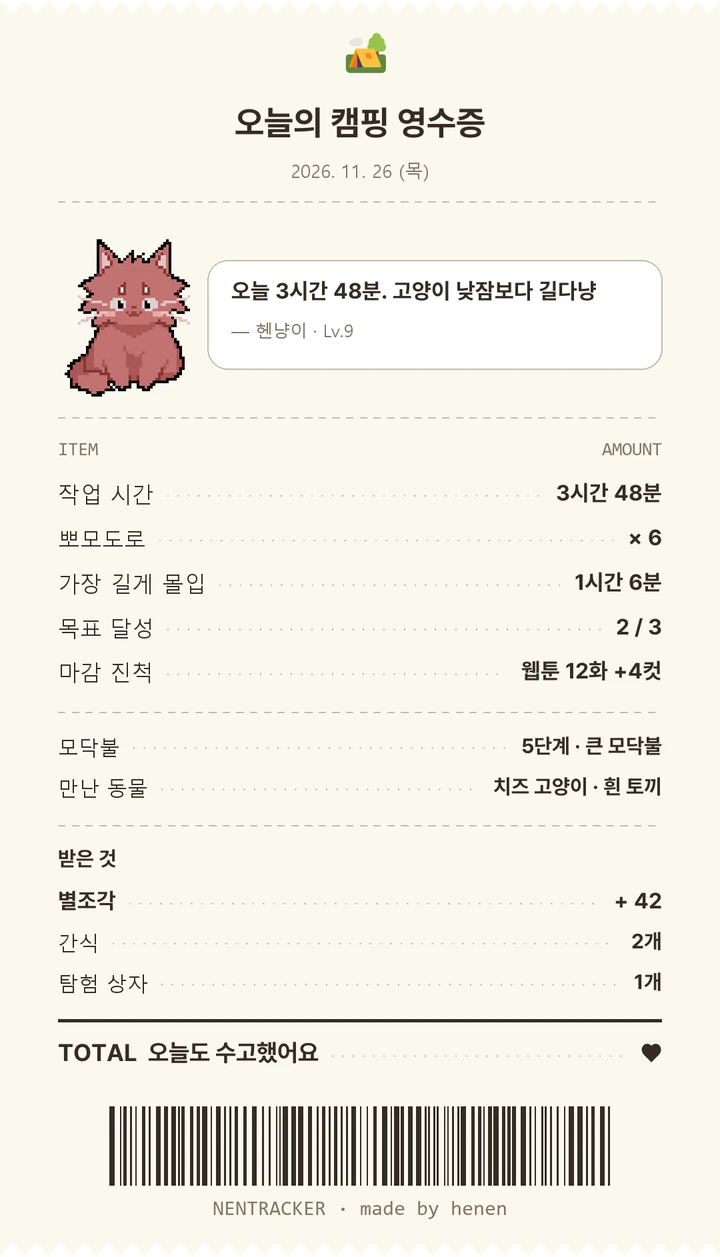 오늘의 캠핑 영수증
2026. 11. 26 (목)
오늘 3시간 48분. 고양이 낮잠보다 길다냥
— 헨냥이 · Lv.9
ITEM AMOUNT
작업 시간 3시간 48분
뽀모도로 × 6
가장 길게 몰입 1시간 6분
목표 달성 2 / 3
마감 진척 웹툰 12화 +4컷
모닥불 5단계 · 큰 모닥불
만난 동물 치즈 고양이 · 흰 토끼
받은 것
별조각 + 42
간식 2개
탐험 상자 1개
TOTAL 오늘도 수고했어요 ♥
NENTRACKER · made by henen